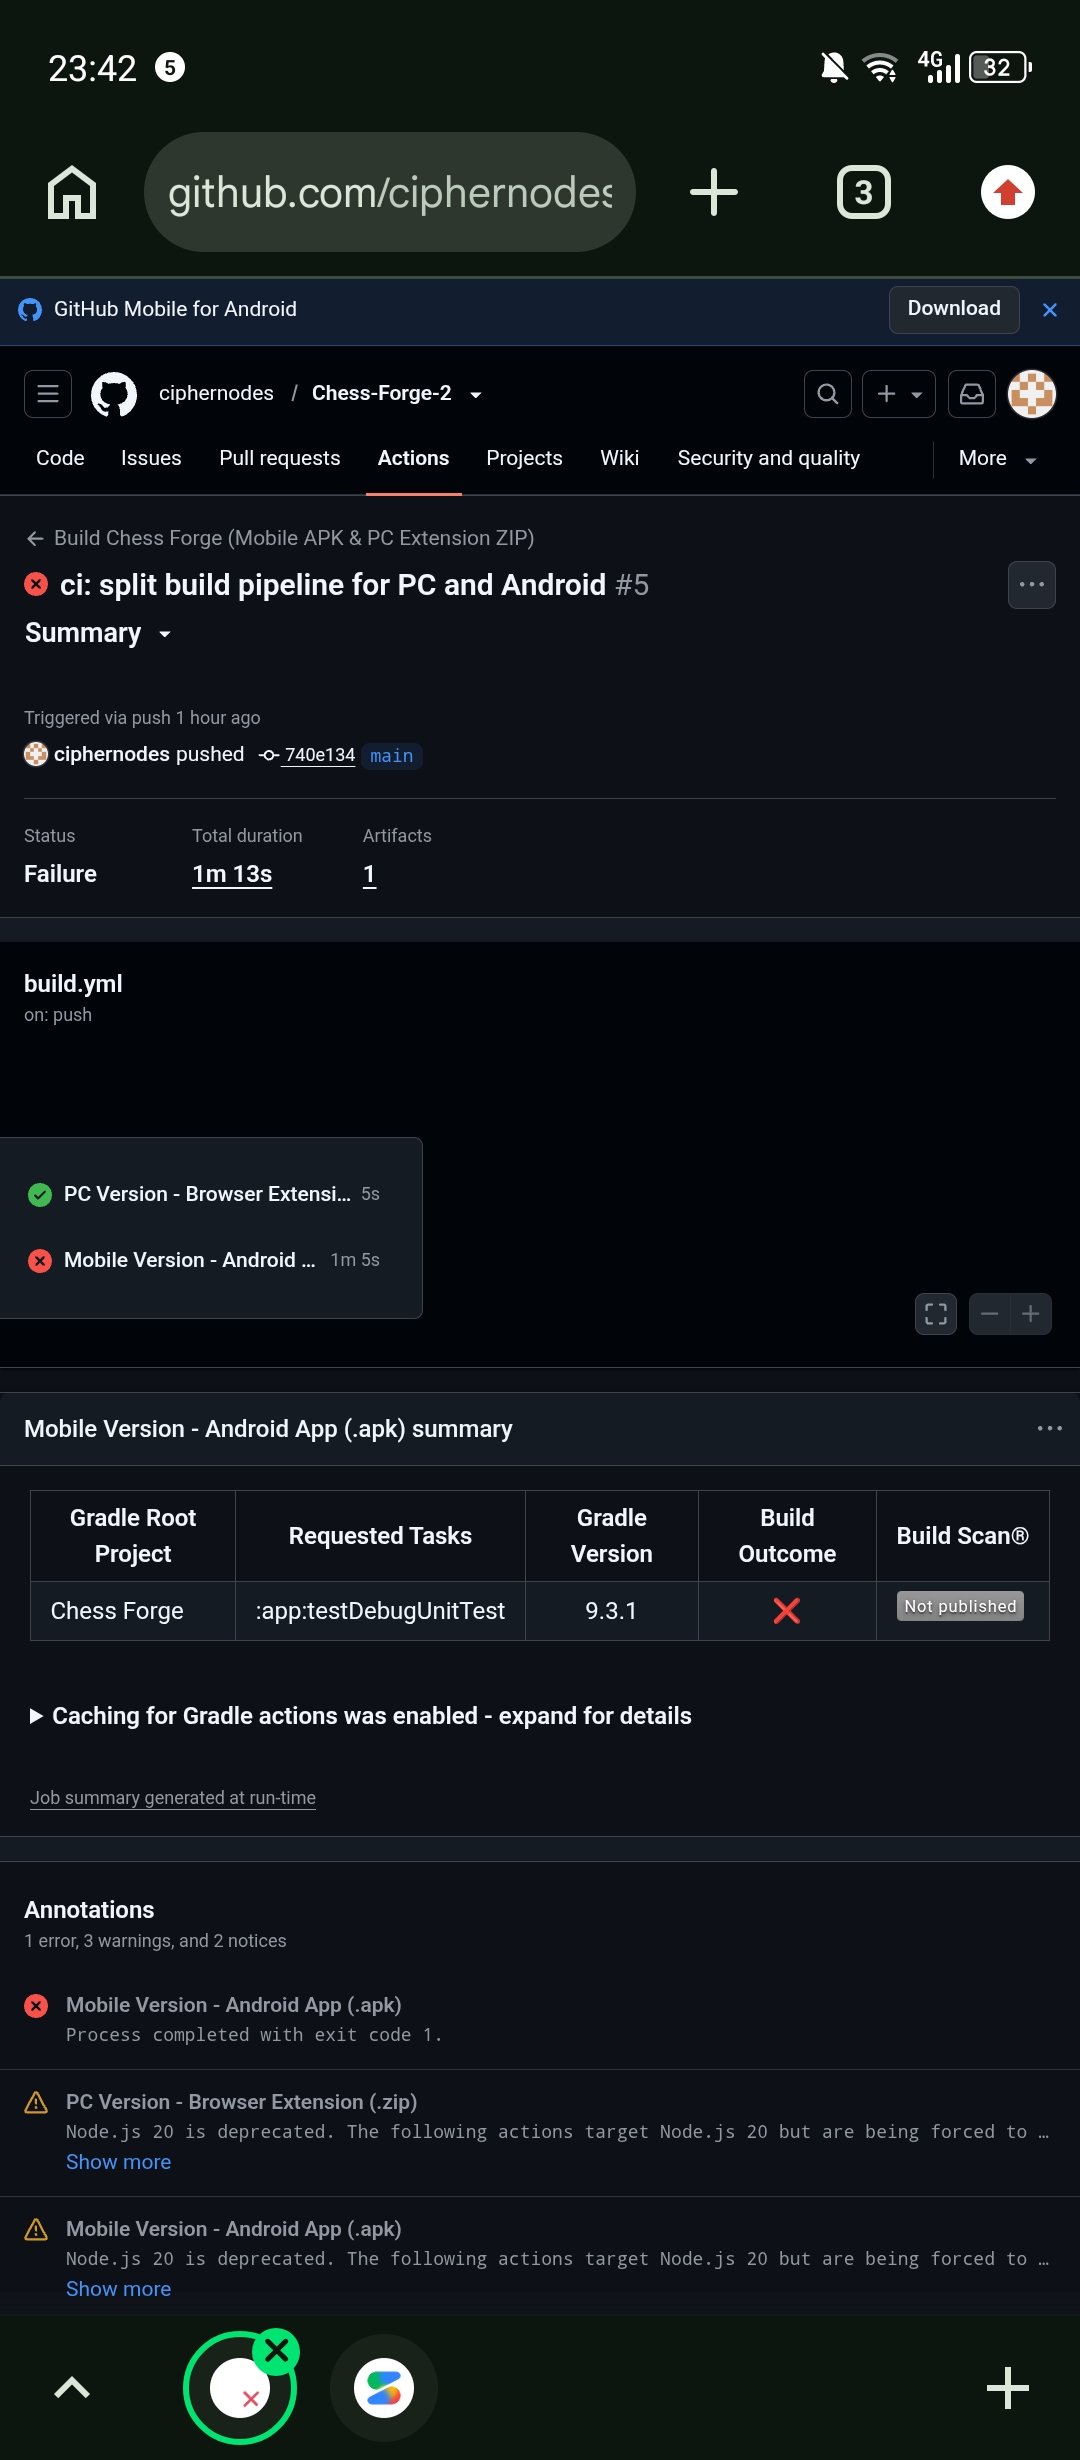 23:42 5 4G 32
github.com/ciphernodes 3
GitHub Mobile for Android Download
ciphernodes / Chess-Forge-2
Code Issues Pull requests Actions Projects Wiki Security and quality More
Build Chess Forge (Mobile APK & PC Extension ZIP)
ci: split build pipeline for PC and Android #5
Summary
Triggered via push 1 hour ago
ciphernodes pushed 740e134 main
Status Total duration Artifacts
Failure 1m 13s 1
build.yml
on: push
PC Version - Browser Extensi... 5s
Mobile Version - Android ... 1m 5s
Mobile Version - Android App (.apk) summary
Gradle Root Project Requested Tasks Gradle Version Build Outcome Build Scan®
Chess Forge :app:testDebugUnitTest 9.3.1 Not published
Caching for Gradle actions was enabled - expand for details
Job summary generated at run-time
Annotations
1 error, 3 warnings, and 2 notices
Mobile Version - Android App (.apk)
Process completed with exit code 1.
PC Version - Browser Extension (.zip)
Node.js 20 is deprecated. The following actions target Node.js 20 but are being forced to …
Show more
Mobile Version - Android App (.apk)
Node.js 20 is deprecated. The following actions target Node.js 20 but are being forced to …
Show more